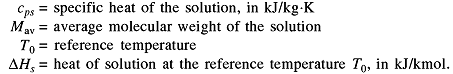 c_ps = specific heat of the solution, in kJ/kg·K
M_av = average molecular weight of the solution
T_0 = reference temperature
ΔH_s = heat of solution at the reference temperature T_0, in kJ/kmol.